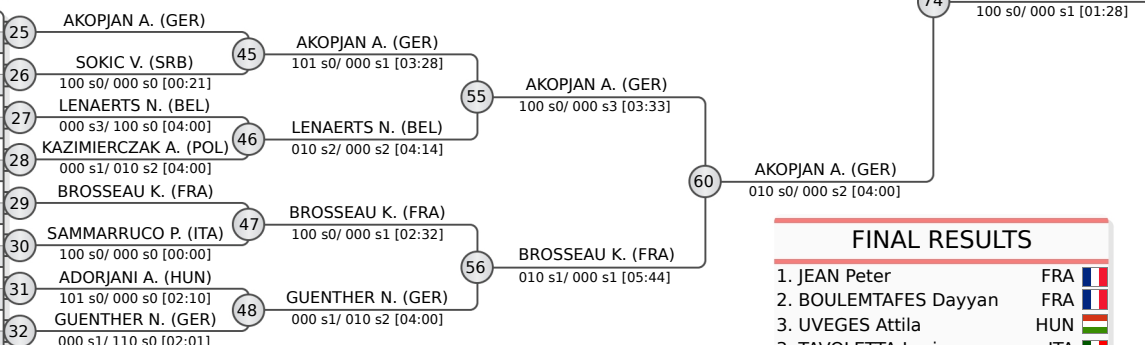 25
AKOPJAN A. (GER)
26
SOKIC V. (SRB)
100 s0/ 000 s0 [00:21]
27
LENAERTS N. (BEL)
000 s3/ 100 s0 [04:00]
28
KAZIMIERCZAK A. (POL)
000 s1/ 010 s2 [04:00]
29
BROSSEAU K. (FRA)
30
SAMMARRUCO P. (ITA)
100 s0/ 000 s0 [00:00]
31
ADORJANI A. (HUN)
101 s0/ 000 s0 [02:10]
32
GUENTHER N. (GER)
000 s1/ 110 s0 [02:01]
45
AKOPJAN A. (GER)
101 s0/ 000 s1 [03:28]
46
LENAERTS N. (BEL)
010 s2/ 000 s2 [04:14]
47
BROSSEAU K. (FRA)
100 s0/ 000 s1 [02:32]
48
GUENTHER N. (GER)
000 s1/ 010 s2 [04:00]
55
AKOPJAN A. (GER)
100 s0/ 000 s3 [03:33]
56
BROSSEAU K. (FRA)
010 s1/ 000 s1 [05:44]
60
AKOPJAN A. (GER)
010 s0/ 000 s2 [04:00]
74
100 s0/ 000 s1 [01:28]
FINAL RESULTS
1. JEAN Peter FRA
2. BOULEMTAFES Dayyan FRA
3. UVEGES Attila HUN